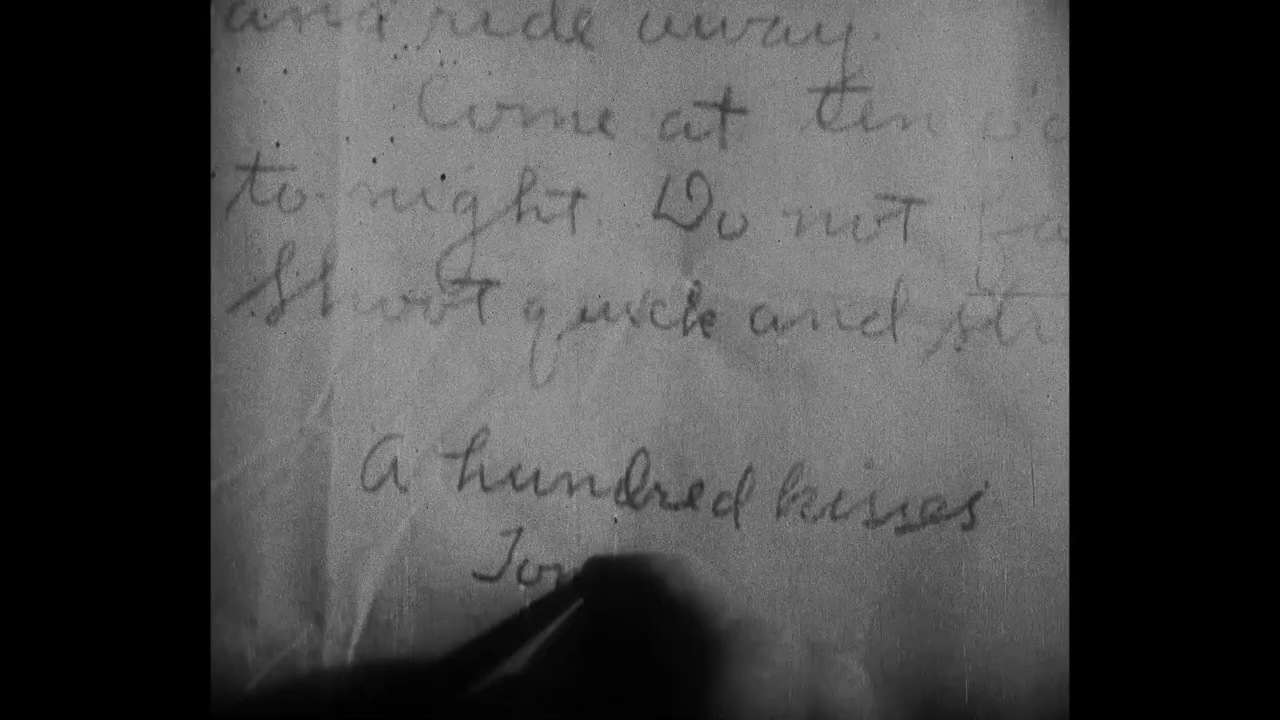 and ride away.
Come at ten
to-night. Do not
Shoot quick and
A hundred kisses